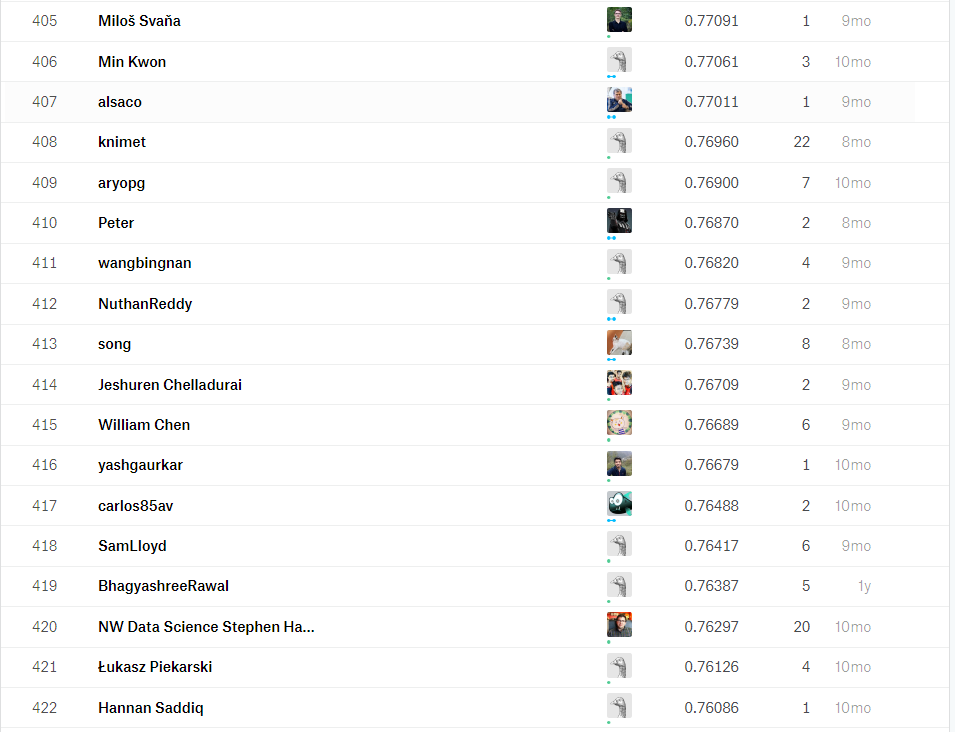 405 Miloš Svaňa 0.77091 1 9mo
406 Min Kwon 0.77061 3 10mo
407 alsaco 0.77011 1 9mo
408 knimet 0.76960 22 8mo
409 aryopg 0.76900 7 10mo
410 Peter 0.76870 2 8mo
411 wangbingnan 0.76820 4 9mo
412 NuthanReddy 0.76779 2 9mo
413 song 0.76739 8 8mo
414 Jeshuren Chelladurai 0.76709 2 9mo
415 William Chen 0.76689 6 9mo
416 yashgaurkar 0.76679 1 10mo
417 carlos85av 0.76488 2 10mo
418 SamLloyd 0.76417 6 9mo
419 BhagyashreeRawal 0.76387 5 1y
420 NW Data Science Stephen Ha... 0.76297 20 10mo
421 Łukasz Piekarski 0.76126 4 10mo
422 Hannan Saddiq 0.76086 1 10mo